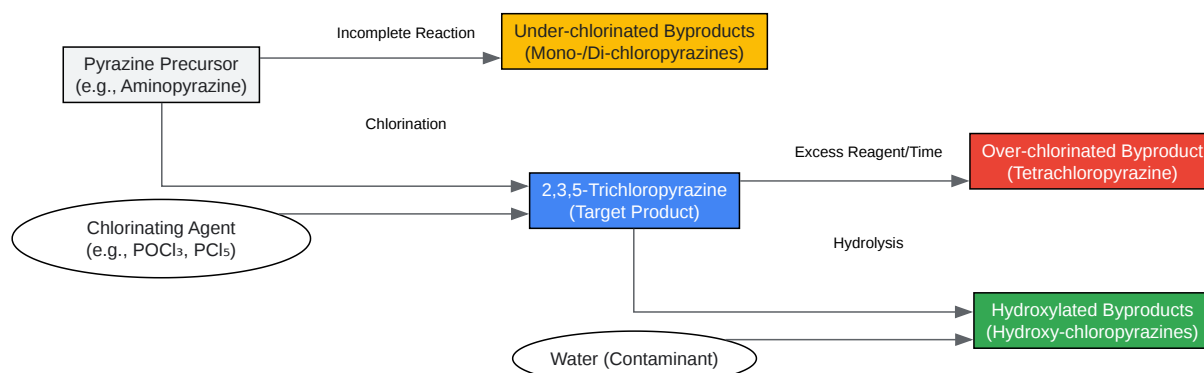 Incomplete Reaction
Under-chlorinated Byproducts
(Mono-/Di-chloropyrazines)
Pyrazine Precursor
(e.g., Aminopyrazine)
Chlorination
Excess Reagent/Time
Over-chlorinated Byproduct
(Tetrachloropyrazine)
2,3,5-Trichloropyrazine
(Target Product)
Chlorinating Agent
(e.g., POCl₃, PCl₅)
Hydrolysis
Hydroxylated Byproducts
(Hydroxy-chloropyrazines)
Water (Contaminant)